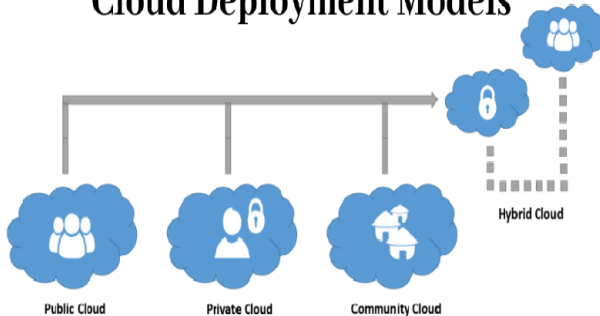 Cloud Deployment Models
Hybrid Cloud
Public Cloud
Private Cloud
Community Cloud